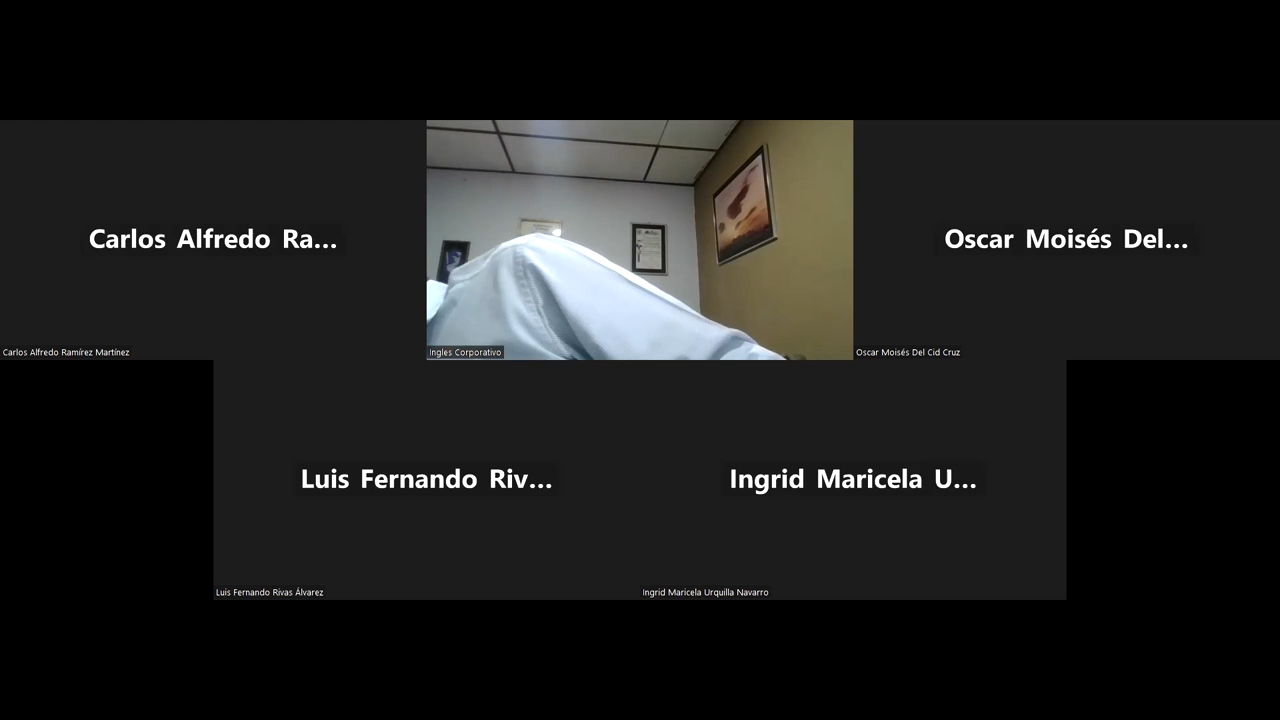 Carlos Alfredo Ra...
Oscar Moisés Del...
Carlos Alfredo Ramírez Martínez
Ingles Corporativo
Oscar Moisés Del Cid Cruz
Luis Fernando Riv...
Ingrid Maricela U...
Luis Fernando Rivas Álvarez
Ingrid Maricela Urquilla Navarro